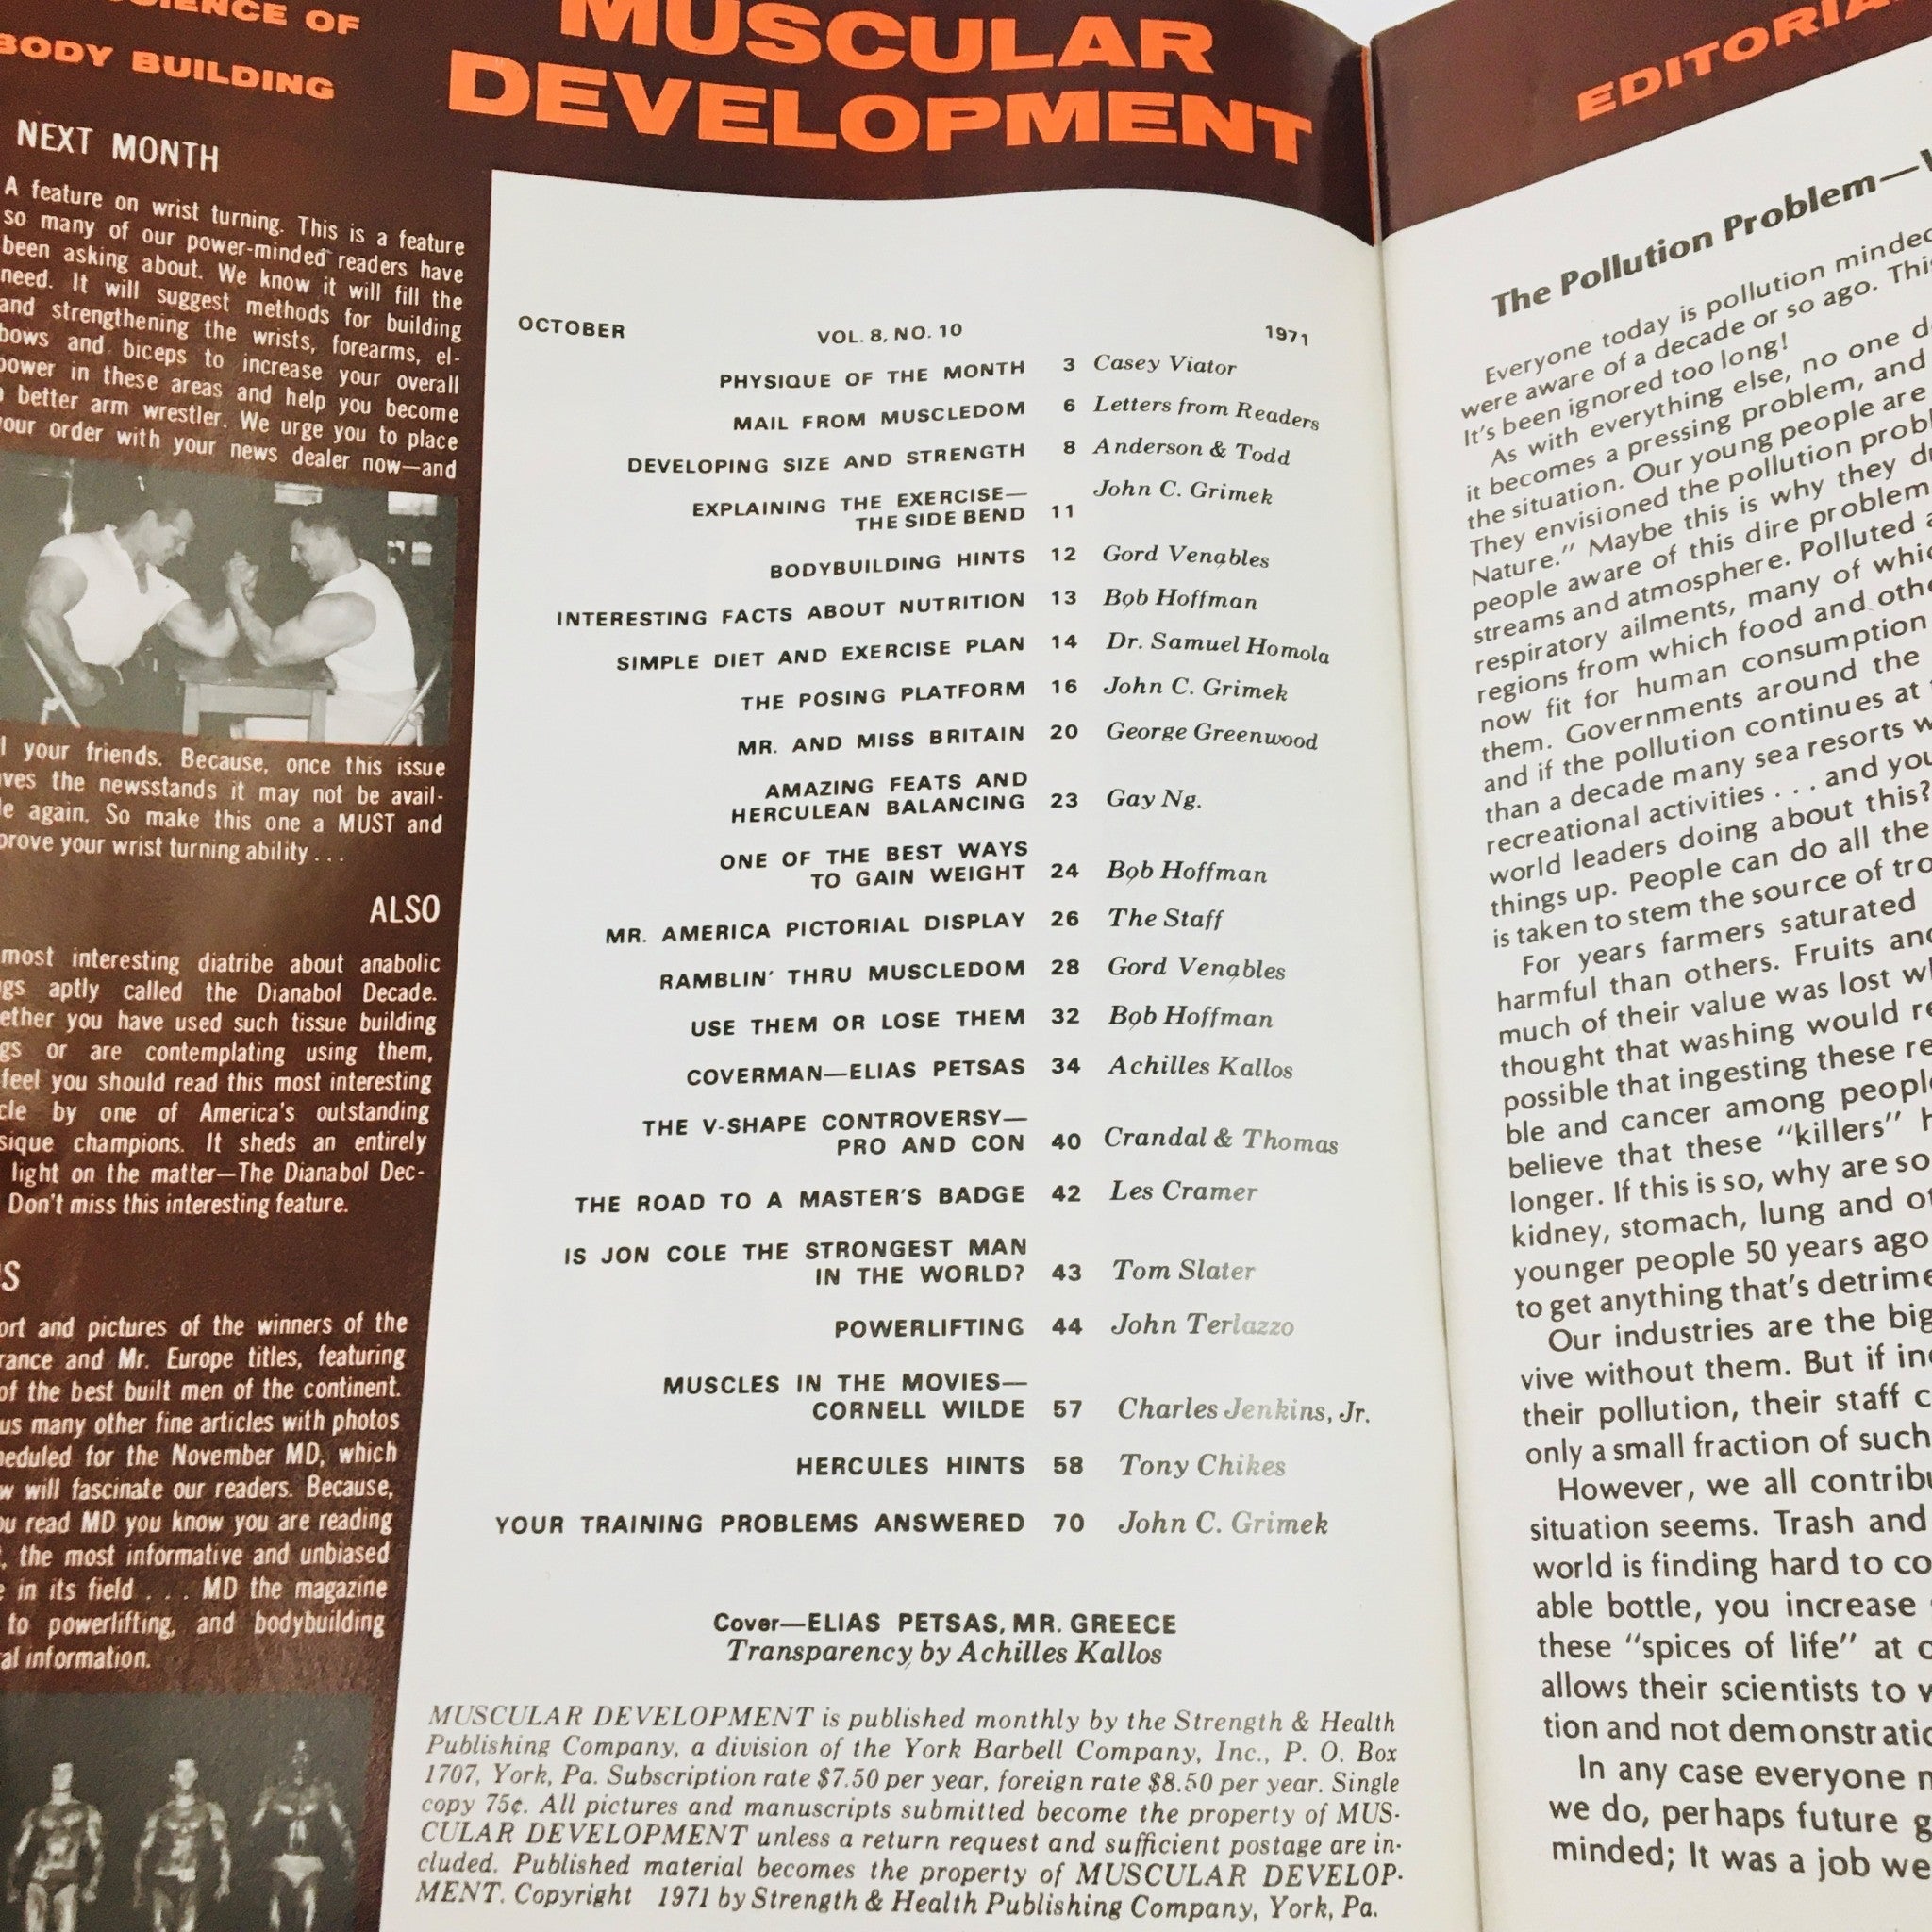 OF
BODY BUILDING
NEXT MONTH
A feature on wrist turning. This is a feature
so many of our power-minded readers have
been asking about. We know it will fill the
need. It will suggest methods for building
and strengthening the wrists, forearms, el-
and biceps to increase your overall
power in these areas and help you become
better arm wrestler. We urge you to place
order with your news dealer now—and
your friends. Because, once this issue
the newsstands it may not be avail-
again. So make this one a MUST and
your wrist turning ability . . .
ALSO
most interesting diatribe about anabolic
aptly called the Dianabol Decade.
you have used such tissue building
or are contemplating using them,
feel you should read this most interesting
by one of America's outstanding
champions. It sheds an entirely
light on the matter—The Dianabol Dec-
Don't miss this interesting feature.
and pictures of the winners of the
and Mr. Europe titles, featuring
of the best built men of the continent.
many other fine articles with photos
for the November MD, which
will fascinate our readers. Because,
read MD you know you are reading
the most informative and unbiased
in its field . . . MD the magazine
to powerlifting, and bodybuilding
information.
MUSCULAR
DEVELOPMENT
OCTOBER VOL. 8, NO. 10 1971
PHYSIQUE OF THE MONTH 3 Casey Viator
MAIL FROM MUSCLEDOM 6 Letters from Readers
DEVELOPING SIZE AND STRENGTH 8 Anderson & Todd
EXPLAINING THE EXERCISE— John C. Grimek
THE SIDE BEND 11
BODYBUILDING HINTS 12 Gord Venables
INTERESTING FACTS ABOUT NUTRITION 13 Bob Hoffman
SIMPLE DIET AND EXERCISE PLAN 14 Dr. Samuel Homola
THE POSING PLATFORM 16 John C. Grimek
MR. AND MISS BRITAIN 20 George Greenwood
AMAZING FEATS AND
HERCULEAN BALANCING 23 Gay Ng.
ONE OF THE BEST WAYS
TO GAIN WEIGHT 24 Bob Hoffman
MR. AMERICA PICTORIAL DISPLAY 26 The Staff
RAMBLIN' THRU MUSCLEDOM 28 Gord Venables
USE THEM OR LOSE THEM 32 Bob Hoffman
COVERMAN—ELIAS PETSAS 34 Achilles Kallos
THE V-SHAPE CONTROVERSY—
PRO AND CON 40 Crandal & Thomas
THE ROAD TO A MASTER'S BADGE 42 Les Cramer
IS JON COLE THE STRONGEST MAN
IN THE WORLD? 43 Tom Slater
POWERLIFTING 44 John Terlazzo
MUSCLES IN THE MOVIES—
CORNELL WILDE 57 Charles Jenkins, Jr.
HERCULES HINTS 58 Tony Chikes
YOUR TRAINING PROBLEMS ANSWERED 70 John C. Grimek
Cover—ELIAS PETSAS, MR. GREECE
Transparency by Achilles Kallos
MUSCULAR DEVELOPMENT is published monthly by the Strength & Health
Publishing Company, a division of the York Barbell Company, Inc., P. O. Box
1707, York, Pa. Subscription rate $7.50 per year, foreign rate $8.50 per year. Single
copy 75¢. All pictures and manuscripts submitted become the property of MUS-
CULAR DEVELOPMENT unless a return request and sufficient postage are in-
cluded. Published material becomes the property of MUSCULAR DEVELOP-
MENT. Copyright 1971 by Strength & Health Publishing Company, York, Pa.
The Pollution Problem—
Everyone today is pollution minded
were aware of a decade or so ago.
It's been ignored too long!
As with everything else, no one
it becomes a pressing problem, and
the situation. Our young people are
They envisioned the pollution
Nature." Maybe this is why they
people aware of this dire problem
streams and atmosphere. Polluted
respiratory ailments, many of
regions from which food and
now fit for human consumption
them. Governments around the
and if the pollution continues at
than a decade many sea resorts
recreational activities . . . and
world leaders doing about this?
things up. People can do all the
is taken to stem the source of
For years farmers saturated
harmful than others. Fruits
much of their value was lost
thought that washing would
possible that ingesting these
ble and cancer among
believe that these "killers"
longer. If this is so, why are so
kidney, stomach, lung and
younger people 50 years ago
to get anything that's
Our industries are the
vive without them. But if
their pollution, their staff
only a small fraction of such
However, we all
situation seems. Trash and
world is finding hard to
able bottle, you increase
these "spices of life" at
allows their scientists to
tion and not
In any case everyone
we do, perhaps future
minded; It was a job